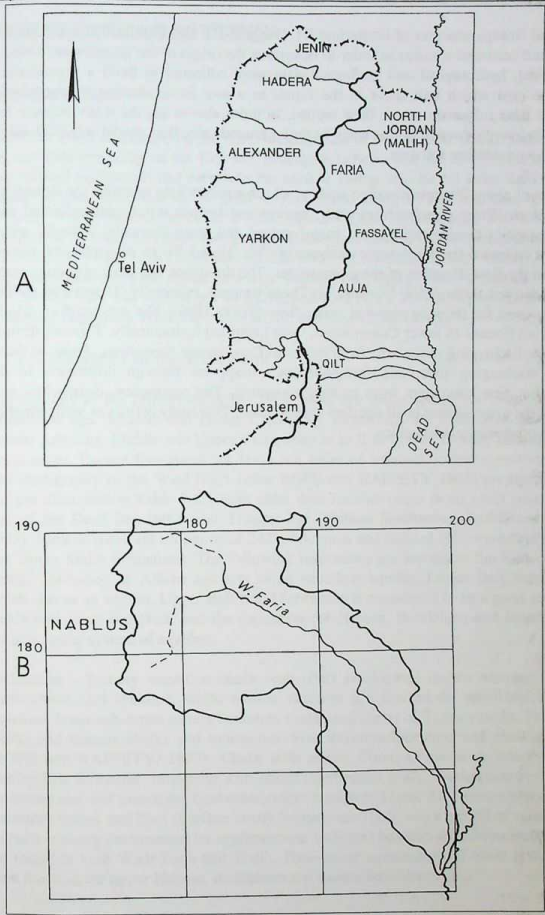 JENIN
HADERA
NORTH
JORDAN
(MALIH)
ALEXANDER
FARIA
MEDITERRANEAN SEA
YARKON
FASSAYEL
JORDAN RIVER
Tel Aviv
A
AUJA
QILT
Jerusalem
DEAD
SEA
190
180
190
200
W. Faria
NABLUS
180
B